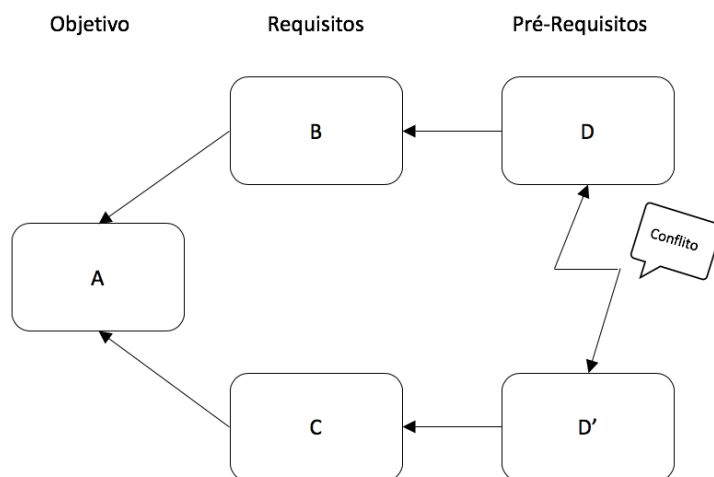 Objetivo
Requisitos
Pré-Requisitos
B
D
Conflito
A
C
D’